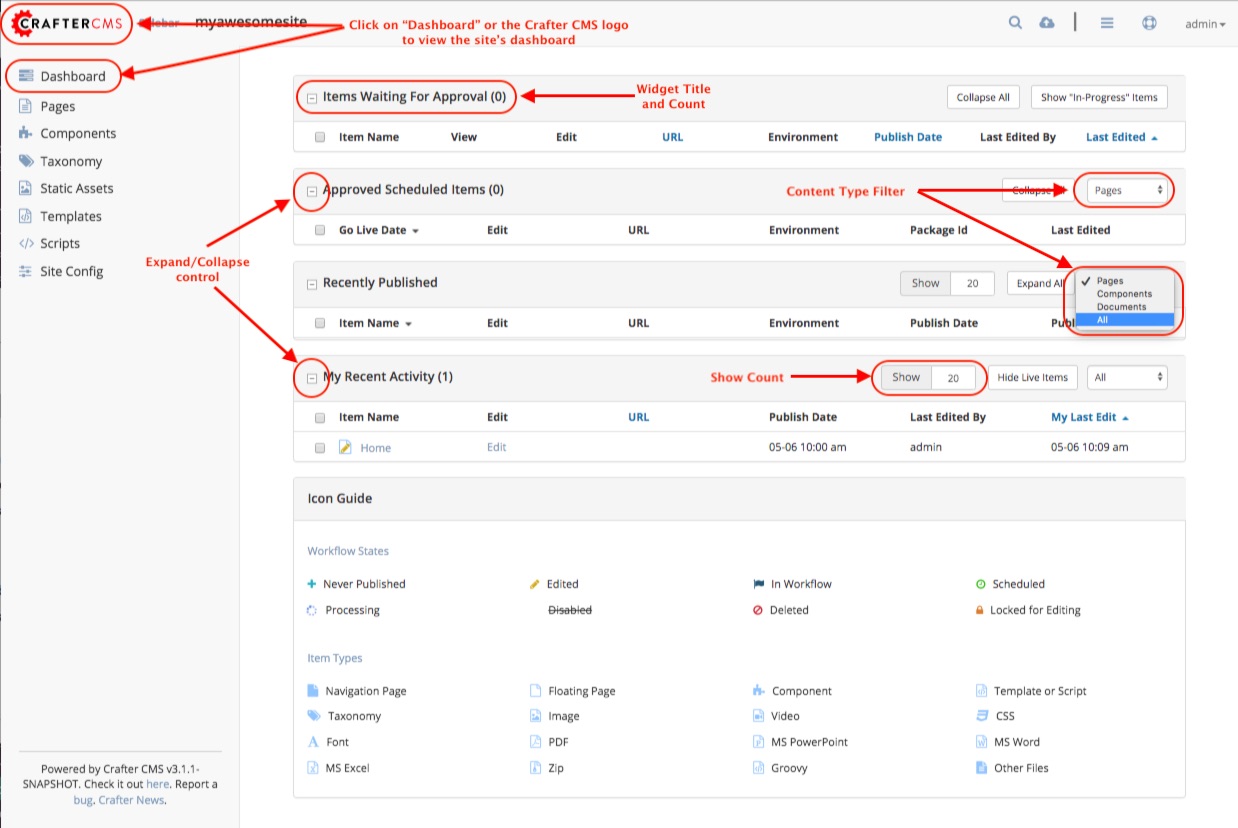 CRAFTERCMS Sidebar myawesomesite
Click on “Dashboard” or the Crafter CMS logo
to view the site's dashboard
admin
Dashboard
Pages
Components
Taxonomy
Static Assets
Templates
Scripts
Site Config
Items Waiting For Approval (0)
Widget Title
and Count
Collapse All Show "In-Progress" Items
Item Name View Edit URL Environment Publish Date Last Edited By Last Edited
Approved Scheduled Items (0)
Content Type Filter
Collapse All Pages
Go Live Date Edit URL Environment Package Id Last Edited
Expand/Collapse
control
Recently Published
Show 20 Expand All
Pages
Components
Documents
All
Item Name Edit URL Environment Publish Date
My Recent Activity (1)
Show Count
Show 20 Hide Live Items All
Item Name Edit URL Publish Date Last Edited By My Last Edit
Home Edit 05-06 10:00 am admin 05-06 10:09 am
Icon Guide
Workflow States
Never Published Edited In Workflow Scheduled
Processing Disabled Deleted Locked for Editing
Item Types
Navigation Page Floating Page Component Template or Script
Taxonomy Image Video CSS
Font PDF MS PowerPoint MS Word
MS Excel Zip Groovy Other Files
Powered by Crafter CMS v3.1.1-
SNAPSHOT. Check it out here. Report a
bug. Crafter News.